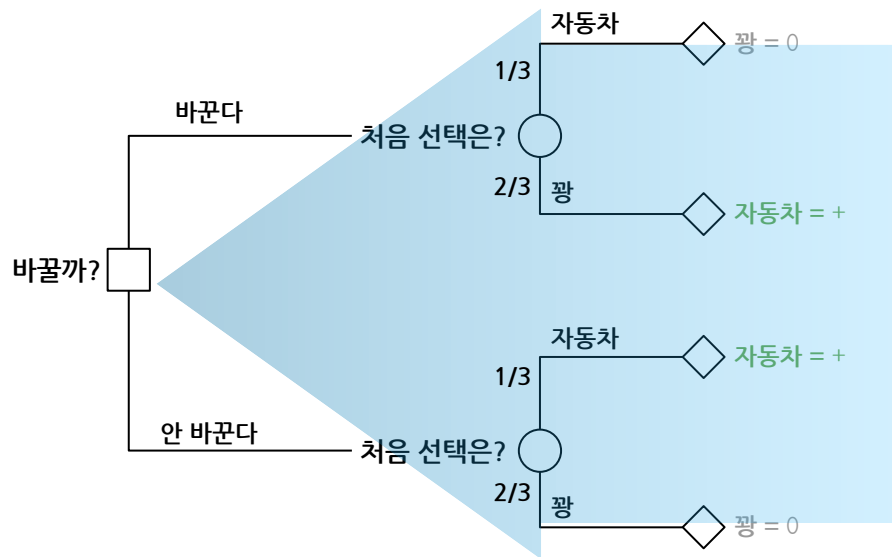 자동차
꽝 = 0
1/3
바꾼다
처음 선택은?
2/3
꽝
자동차 = +
바꿀까?
자동차
자동차 = +
1/3
안 바꾼다
처음 선택은?
2/3
꽝
꽝 = 0